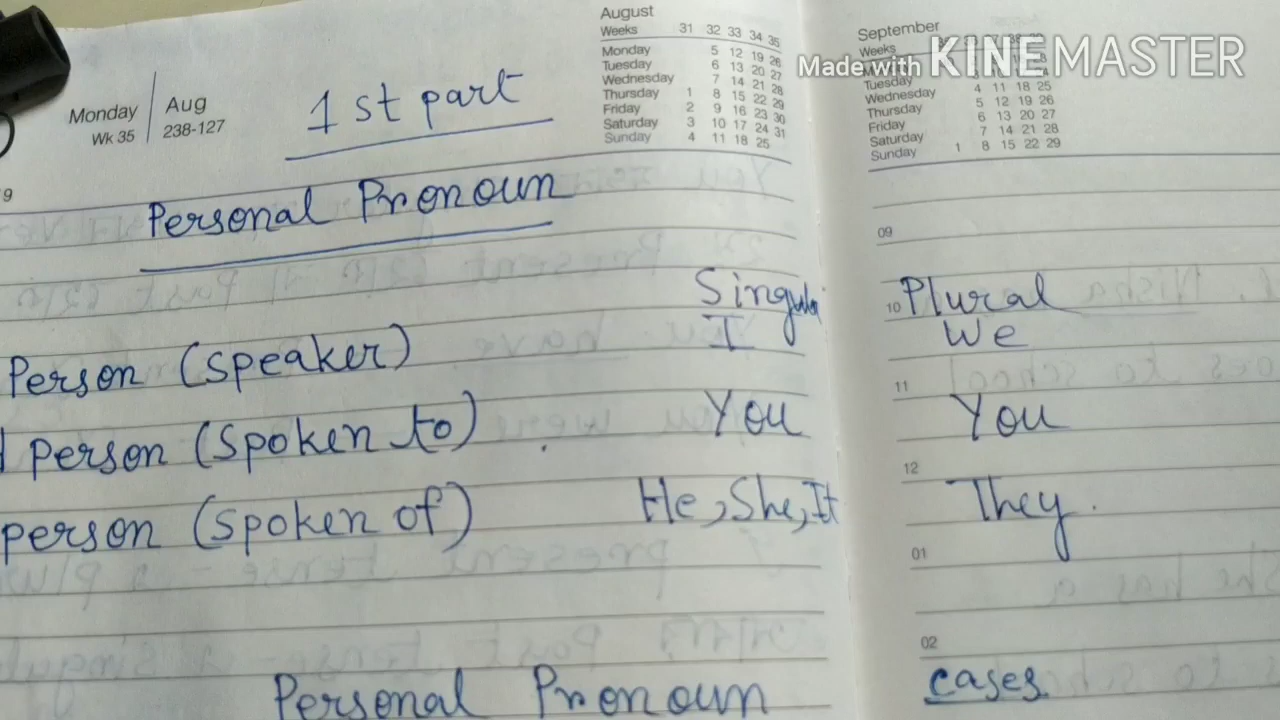 Made with KINEMASTER
Monday Aug
Wk 35 238-127
1st part
August
Weeks 31 32 33 34 35
Monday 5 12 19 26
Tuesday 6 13 20 27
Wednesday 7 14 21 28
Thursday 1 8 15 22 29
Friday 2 9 16 23 30
Saturday 3 10 17 24 31
Sunday 4 11 18 25
September
Weeks
Tuesday
Wednesday 4 11 18 25
Thursday 5 12 19 26
Friday 6 13 20 27
Saturday 7 14 21 28
Sunday 1 8 15 22 29
9
Personal Pronoun
09
Singular 10 Plural
Person (speaker) I We
11
person (spoken to) You You
12
person (spoken of) He, She, It They.
01
02
Personal Pronoun cases